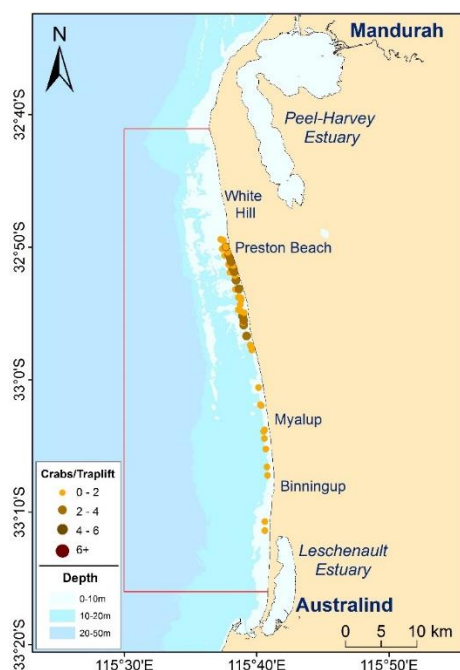 N
Mandurah
32°40'S
Peel-Harvey
Estuary
White
Hill
32°50'S
Preston Beach
33°0'S
Myalup
Crabs/Traplift
0 - 2
2 - 4
4 - 6
6+
Binningup
33°10'S
Depth
0-10m
10-20m
20-50m
Leschenault
Estuary
Australind
0 5 10 km
33°20'S
115°30'E
115°40'E
115°50'E